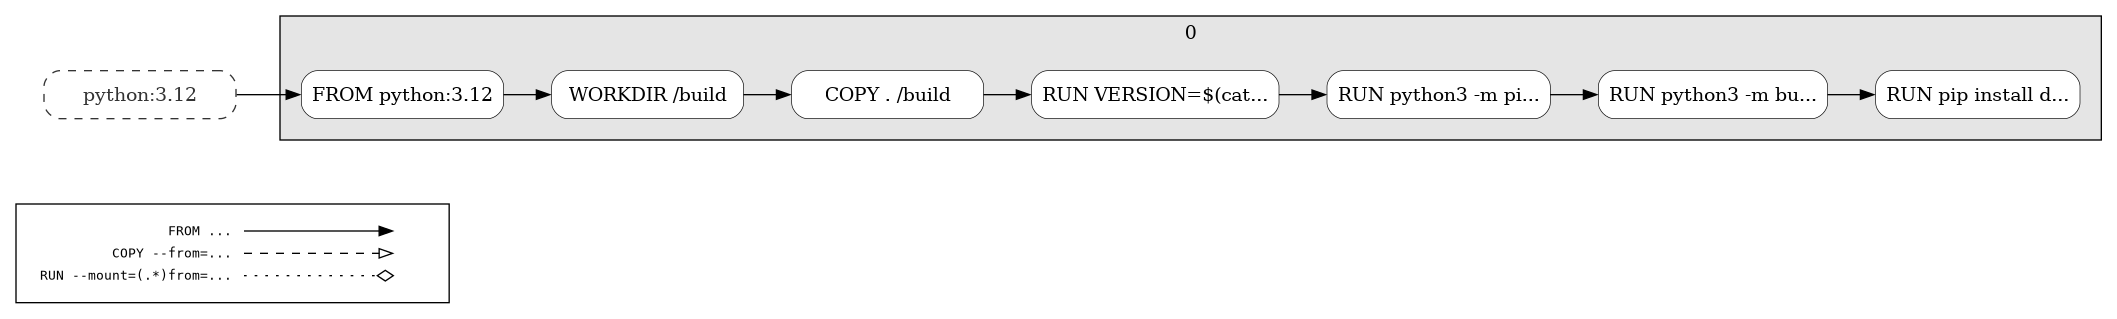 0
python:3.12
FROM python:3.12
WORKDIR /build
COPY . /build
RUN VERSION=$(cat...
RUN python3 -m pi...
RUN python3 -m bu...
RUN pip install d...
FROM ...
COPY --from=...
RUN --mount=(.*)from=...